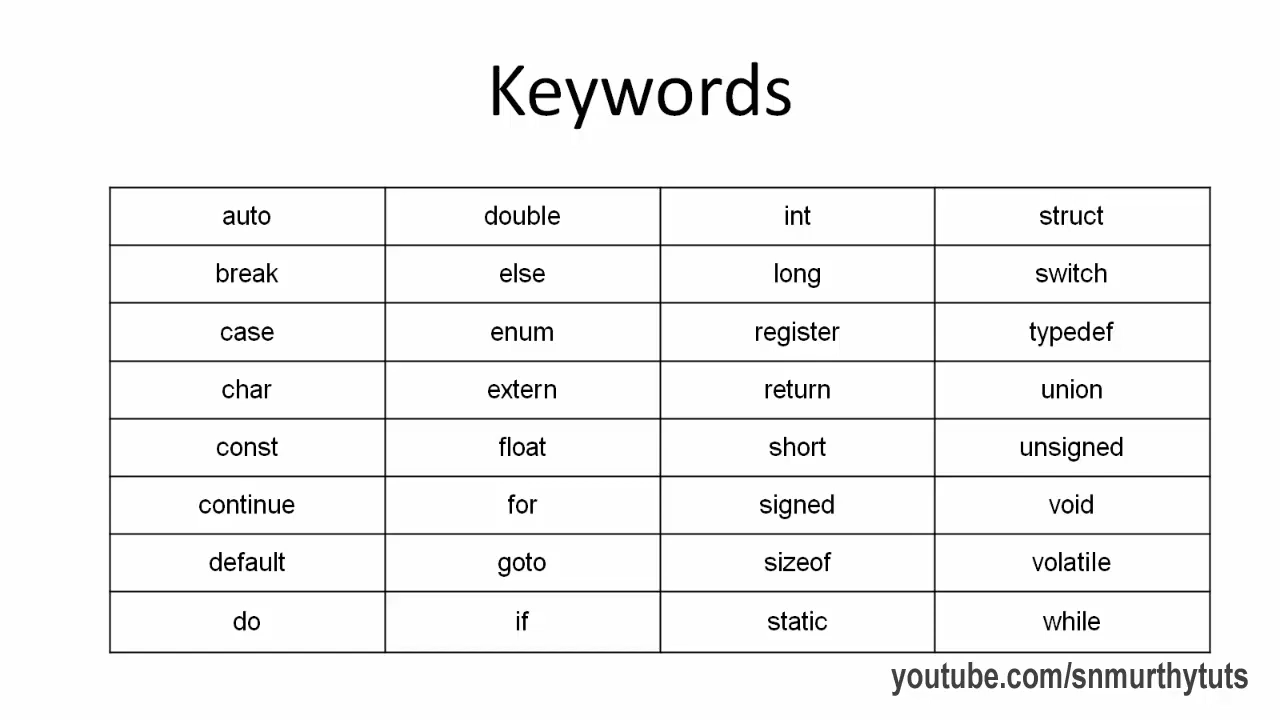 Keywords
auto double int struct
break else long switch
case enum register typedef
char extern return union
const float short unsigned
continue for signed void
default goto sizeof volatile
do if static while
youtube.com/snmurthytuts